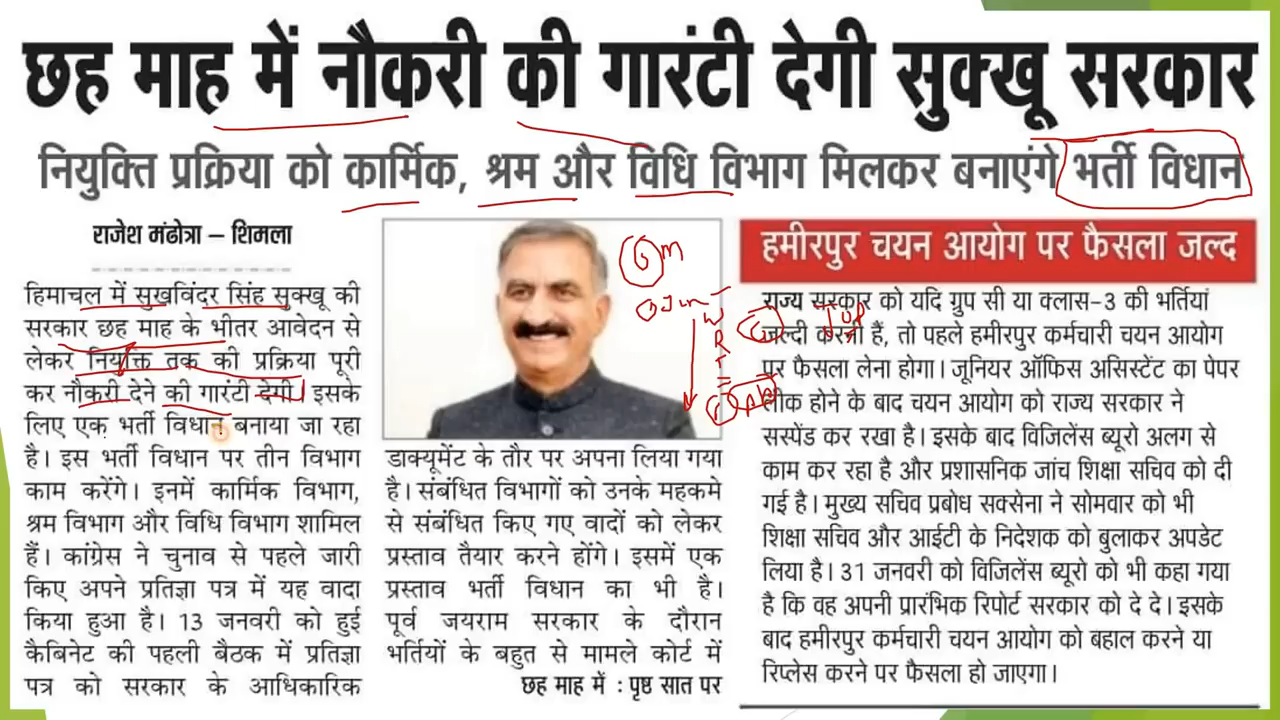 छह माह में नौकरी की गारंटी देगी सुक्खू सरकार
नियुक्ति प्रक्रिया को कार्मिक, श्रम और विधि विभाग मिलकर बनाएंगे भर्ती विधान
राजेश मंढोत्रा – शिमला
हिमाचल में सुखविंदर सिंह सुक्खू की
सरकार छह माह के भीतर आवेदन से
लेकर नियुक्ति तक की प्रक्रिया पूरी
कर नौकरी देने की गारंटी देगी। इसके
लिए एक भर्ती विधान बनाया जा रहा
है। इस भर्ती विधान पर तीन विभाग
काम करेंगे। इनमें कार्मिक विभाग,
श्रम विभाग और विधि विभाग शामिल
हैं। कांग्रेस ने चुनाव से पहले जारी
किए अपने प्रतिज्ञा पत्र में यह वादा
किया हुआ है। 13 जनवरी को हुई
कैबिनेट की पहली बैठक में प्रतिज्ञा
पत्र को सरकार के आधिकारिक
डाक्यूमेंट के तौर पर अपना लिया गया
है। संबंधित विभागों को उनके महकमे
से संबंधित किए गए वादों को लेकर
प्रस्ताव तैयार करने होंगे। इसमें एक
प्रस्ताव भर्ती विधान का भी है।
पूर्व जयराम सरकार के दौरान
भर्तियों के बहुत से मामले कोर्ट में
छह माह में : पृष्ठ सात पर
हमीरपुर चयन आयोग पर फैसला जल्द
राज्य सरकार को यदि ग्रुप सी या क्लास-3 की भर्तियां
जल्दी करनी हैं, तो पहले हमीरपुर कर्मचारी चयन आयोग
पर फैसला लेना होगा। जूनियर ऑफिस असिस्टेंट का पेपर
लीक होने के बाद चयन आयोग को राज्य सरकार ने
सस्पेंड कर रखा है। इसके बाद विजिलेंस ब्यूरो अलग से
काम कर रहा है और प्रशासनिक जांच शिक्षा सचिव को दी
गई है। मुख्य सचिव प्रबोध सक्सेना ने सोमवार को भी
शिक्षा सचिव और आईटी के निदेशक को बुलाकर अपडेट
लिया है। 31 जनवरी को विजिलेंस ब्यूरो को भी कहा गया
है कि वह अपनी प्रारंभिक रिपोर्ट सरकार को दे दे। इसके
बाद हमीरपुर कर्मचारी चयन आयोग को बहाल करने या
रिप्लेस करने पर फैसला हो जाएगा।